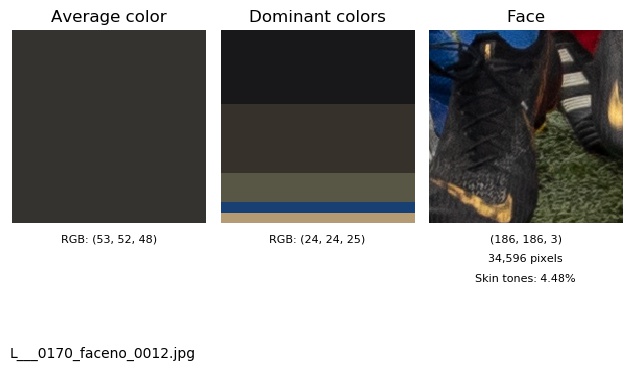 Average color
Dominant colors
Face
RGB: (53, 52, 48)
RGB: (24, 24, 25)
(186, 186, 3)
34,596 pixels
Skin tones: 4.48%
L___0170_faceno_0012.jpg